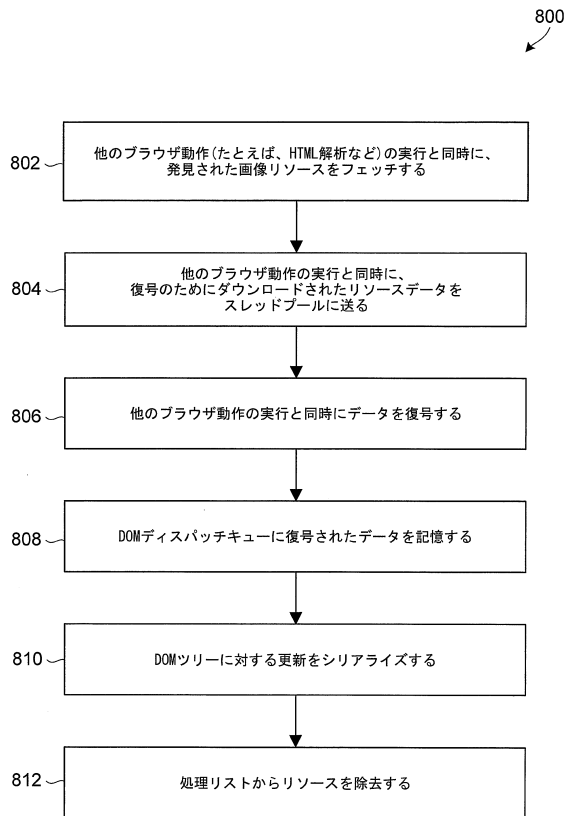 800
802
他のブラウザ動作(たとえば、HTML解析など)の実行と同時に、
発見された画像リソースをフェッチする
804
他のブラウザ動作の実行と同時に、
復号のためにダウンロードされたリソースデータを
スレッドプールに送る
806
他のブラウザ動作の実行と同時にデータを復号する
808
DOMディスパッチキューに復号されたデータを記憶する
810
DOMツリーに対する更新をシリアライズする
812
処理リストからリソースを除去する